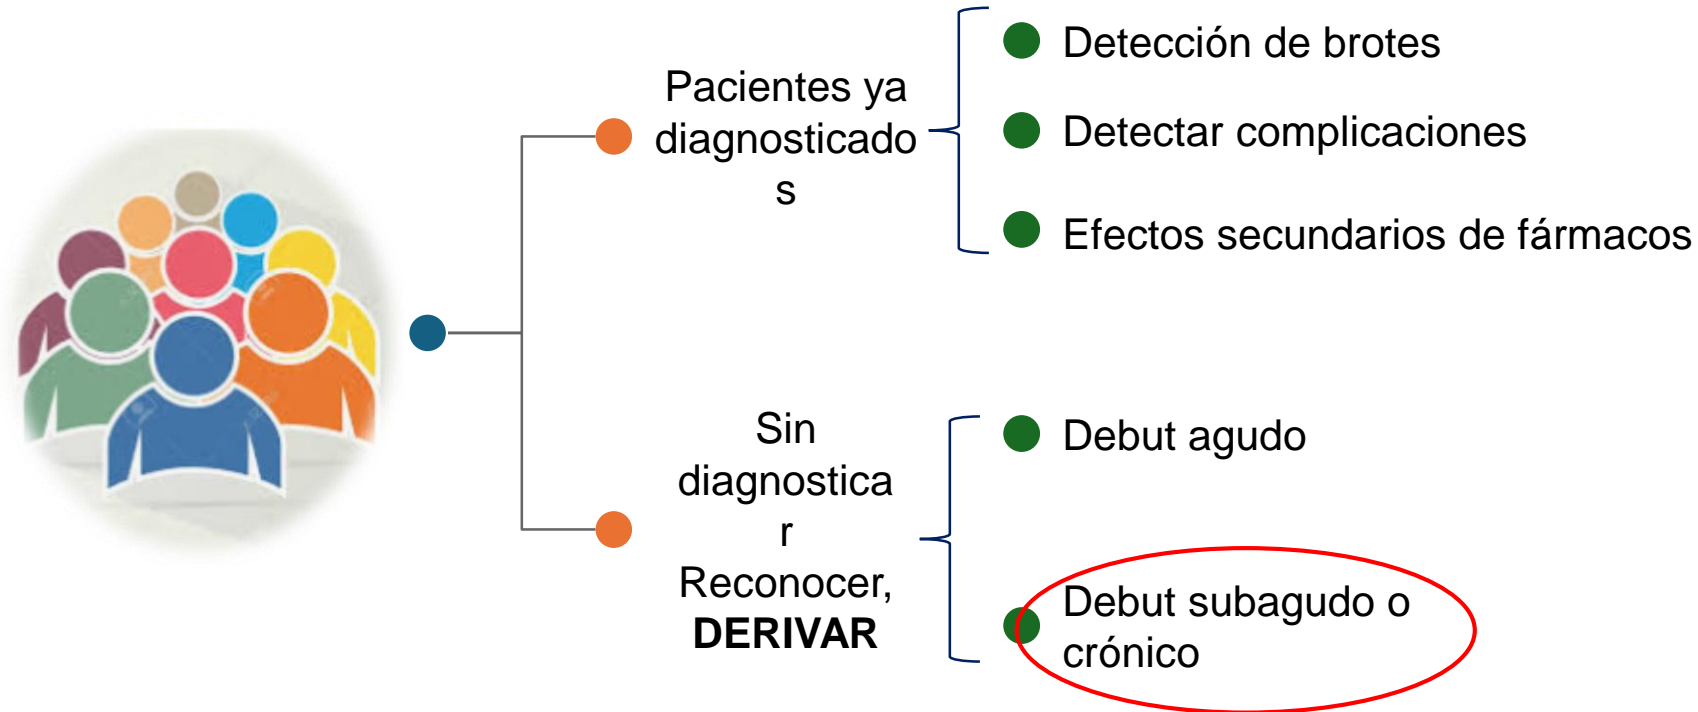 Pacientes ya
diagnosticado
s
Detección de brotes
Detectar complicaciones
Efectos secundarios de fármacos
Sin
diagnostica
r
Reconocer,
DERIVAR
Debut agudo
Debut subagudo o
crónico